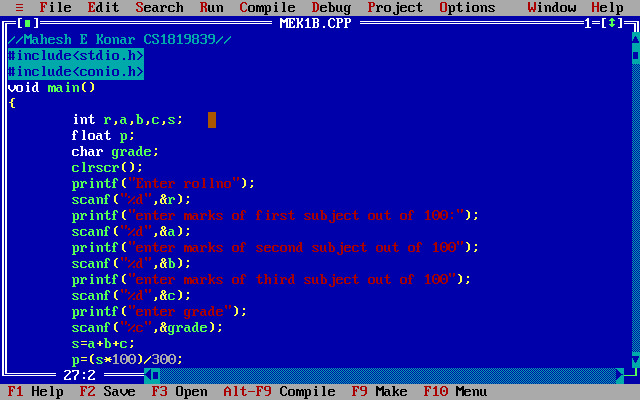 ≡ File Edit Search Run Compile Debug Project Options Window Help
[■] MEK1B.CPP 1=[↕]
//Mahesh E Konar CS1819839//
#include<stdio.h>
#include<conio.h>
void main()
{
int r,a,b,c,s;
float p;
char grade;
clrscr();
printf("Enter rollno");
scanf("%d",&r);
printf("enter marks of first subject out of 100:");
scanf("%d",&a);
printf("enter marks of second subject out of 100");
scanf("%d",&b);
printf("enter marks of third subject out of 100");
scanf("%d",&c);
printf("enter grade");
scanf("%c",&grade);
s=a+b+c;
p=(s*100)/300;
27:2
F1 Help F2 Save F3 Open Alt-F9 Compile F9 Make F10 Menu